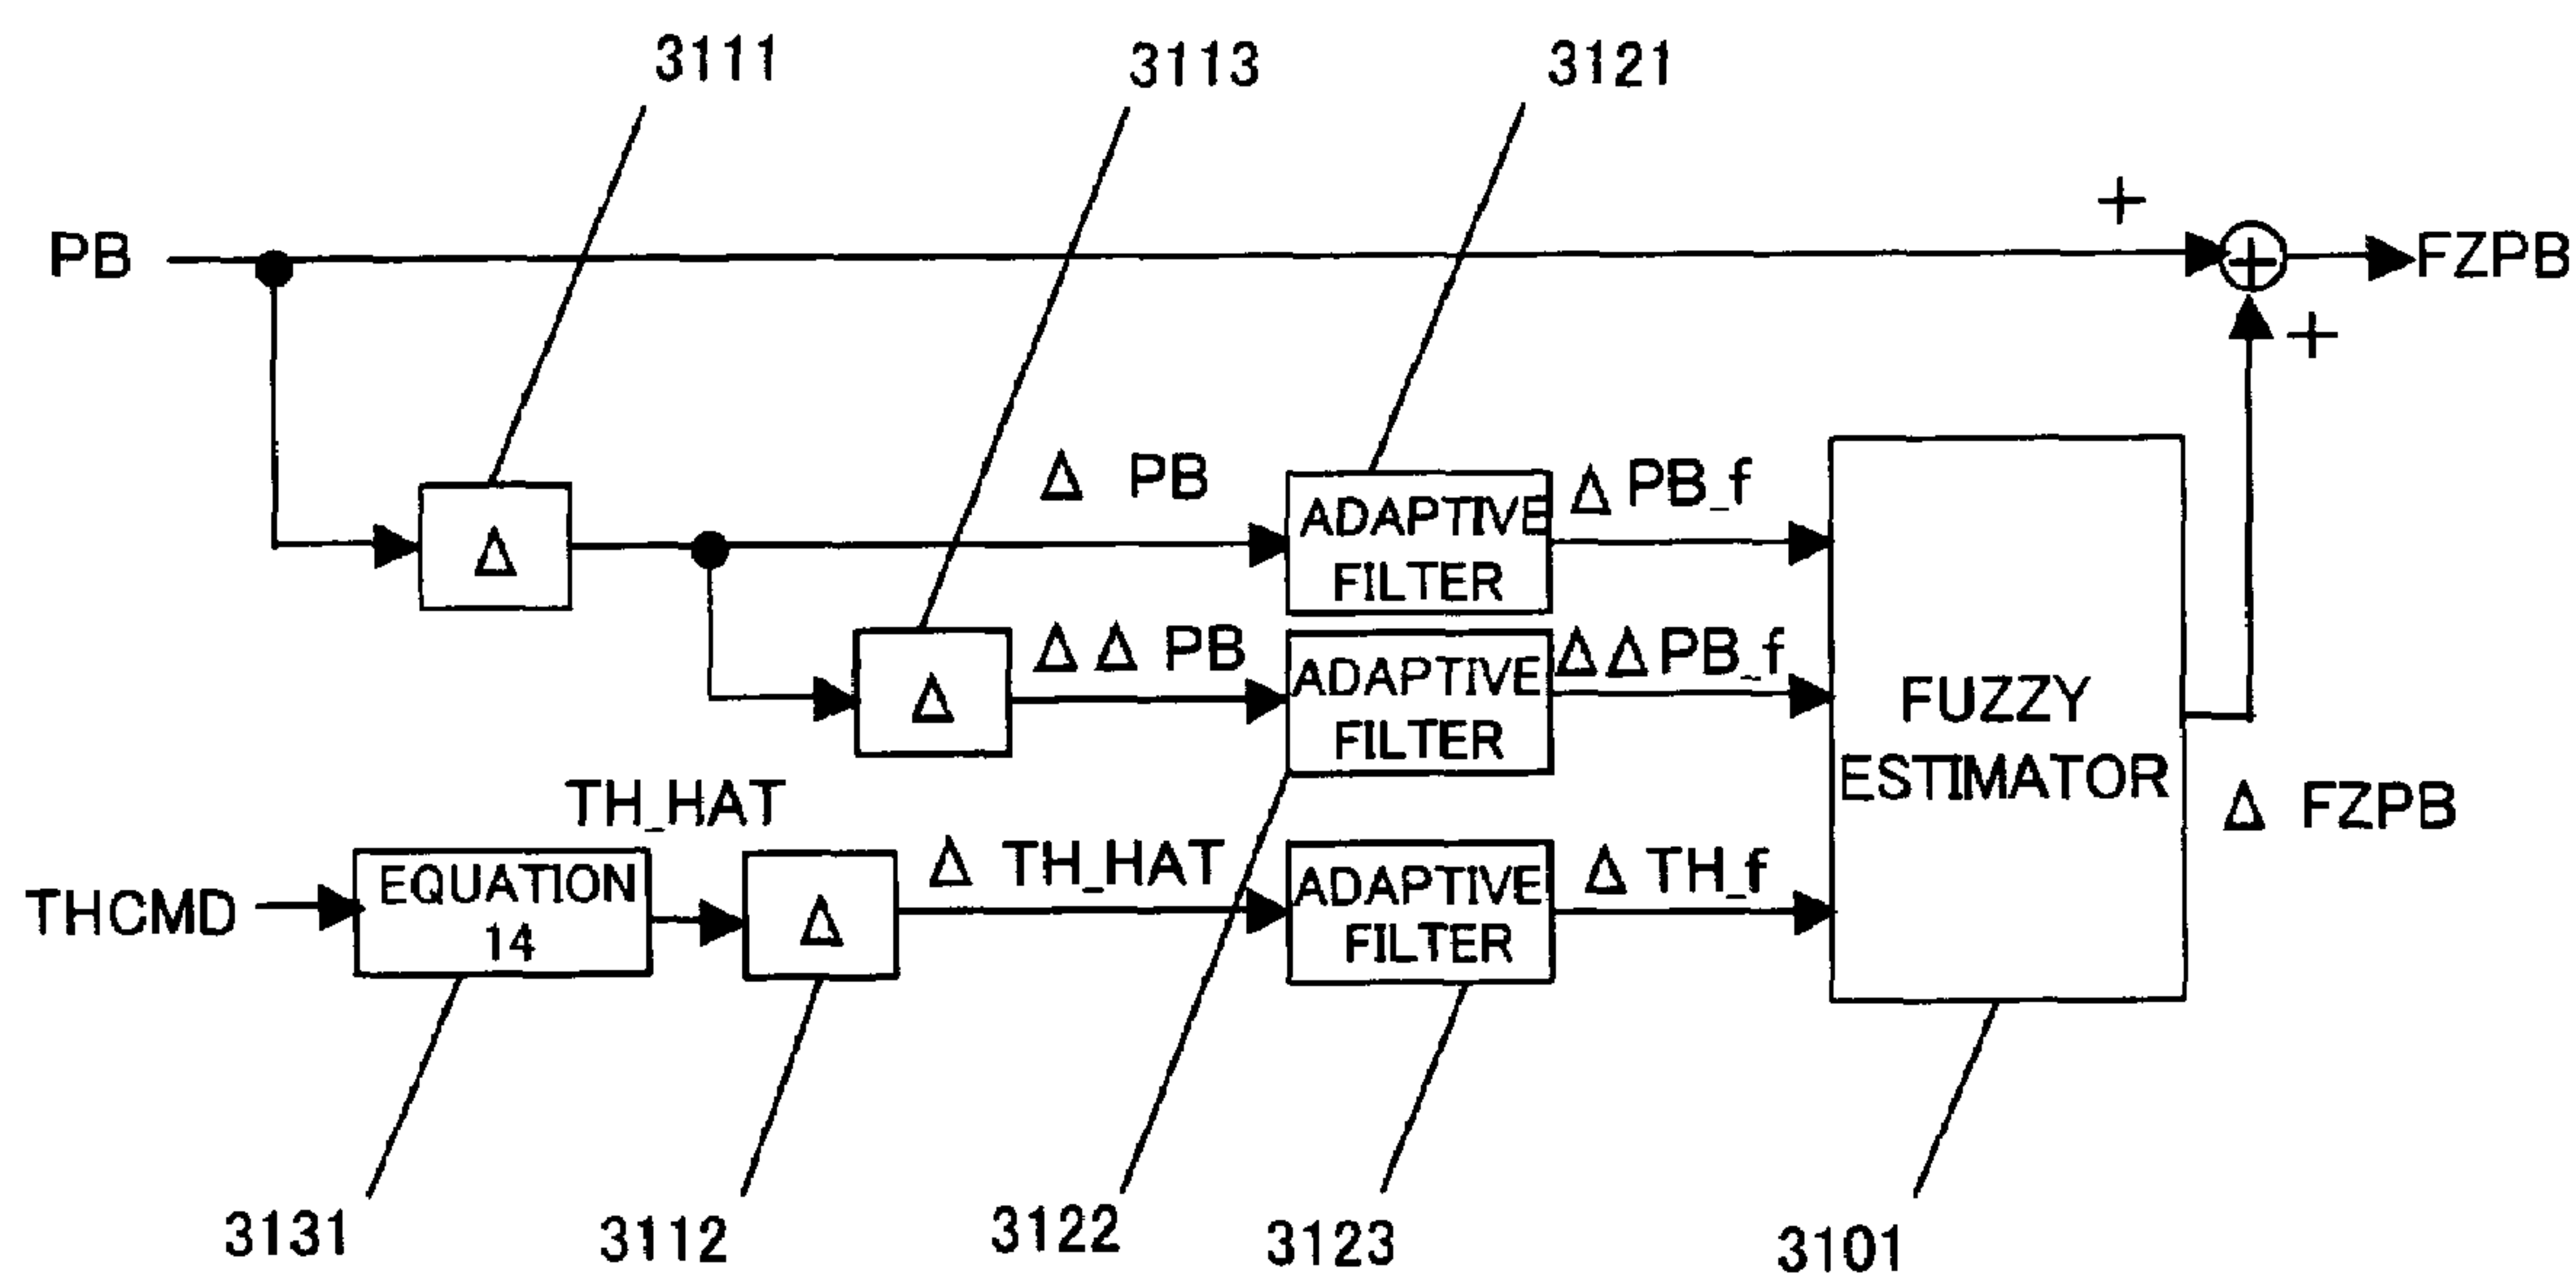 3111
3113
3121
+
PB
+
FZPB
+
Δ PB
ADAPTIVE
FILTER
Δ PB_f
Δ
Δ Δ PB
ADAPTIVE
FILTER
ΔΔ PB_f
Δ
FUZZY
ESTIMATOR
TH_HAT
Δ FZPB
THCMD
EQUATION
14
Δ
Δ TH_HAT
ADAPTIVE
FILTER
Δ TH_f
3131
3112
3122
3123
3101